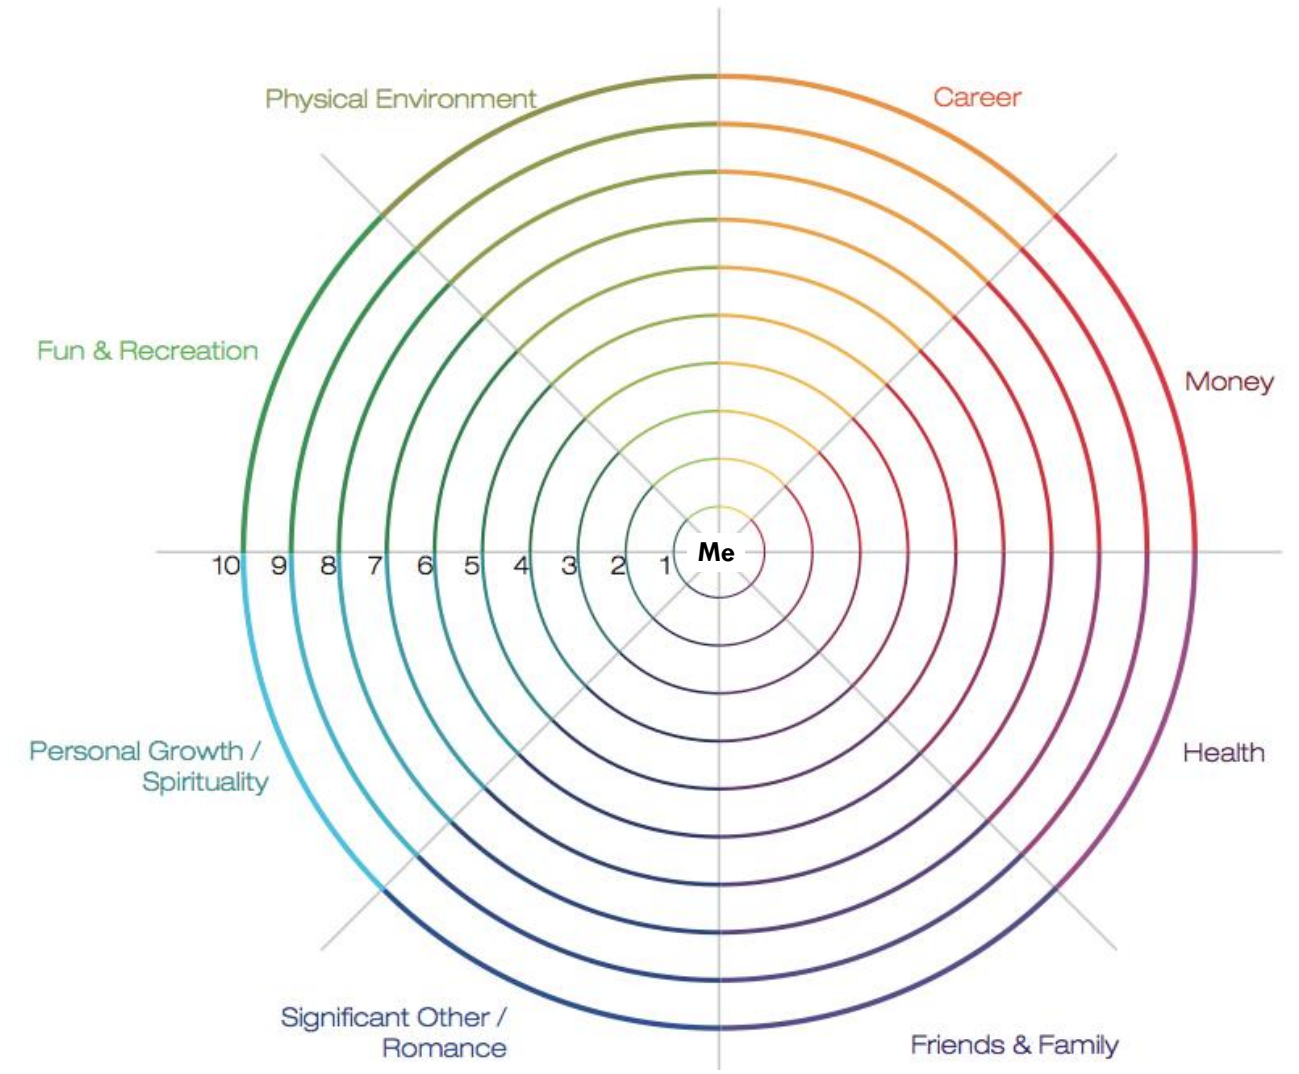 Physical Environment
Career
Fun & Recreation
Money
Me
10 9 8 7 6 5 4 3 2 1
Personal Growth /
Spirituality
Health
Significant Other /
Romance
Friends & Family